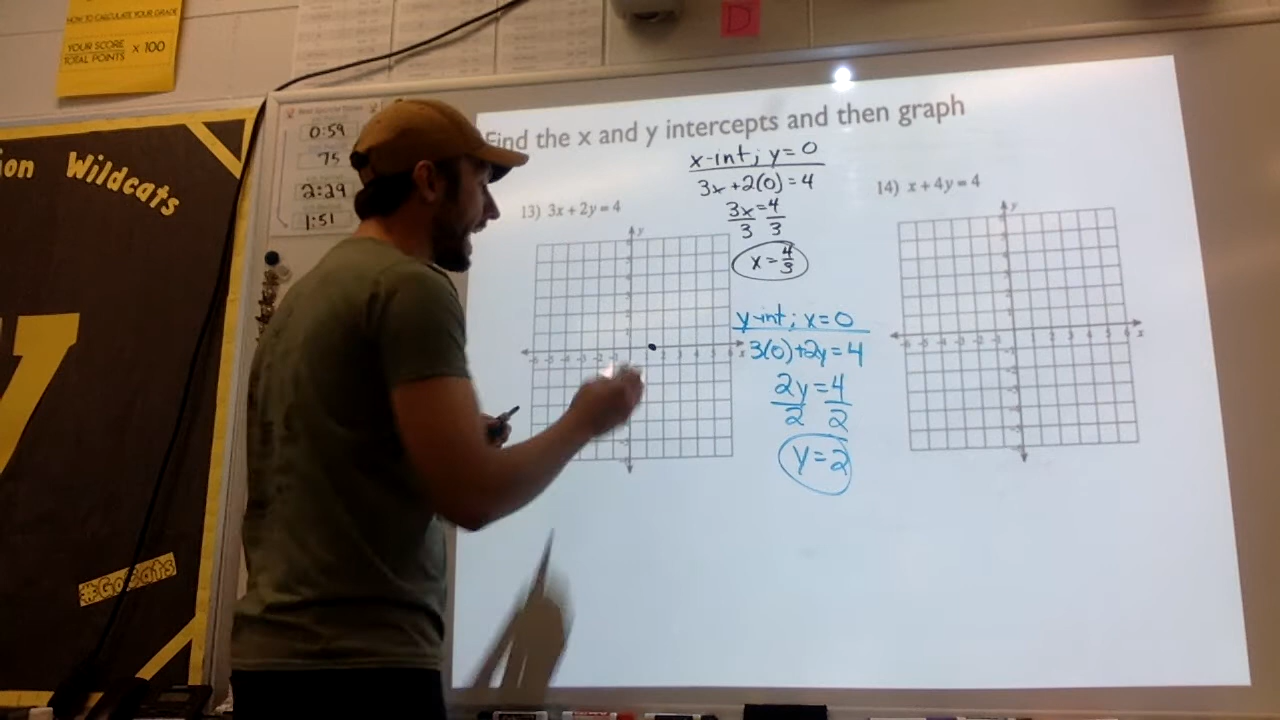 HOW TO CALCULATE YOUR GRADE
YOUR SCORE
TOTAL POINTS
x 100
ion Wildcats
#GoCats
0:59
75
2:29
1:51
D
Find the x and y intercepts and then graph
x-int; y=0
3x+2(0)=4
3x=4
3 3
x=4/3
13) 3x+2y=4
y
x
y-int; x=0
3(0)+2y=4
2y=4
2 2
y=2
14) x+4y=4
y
x